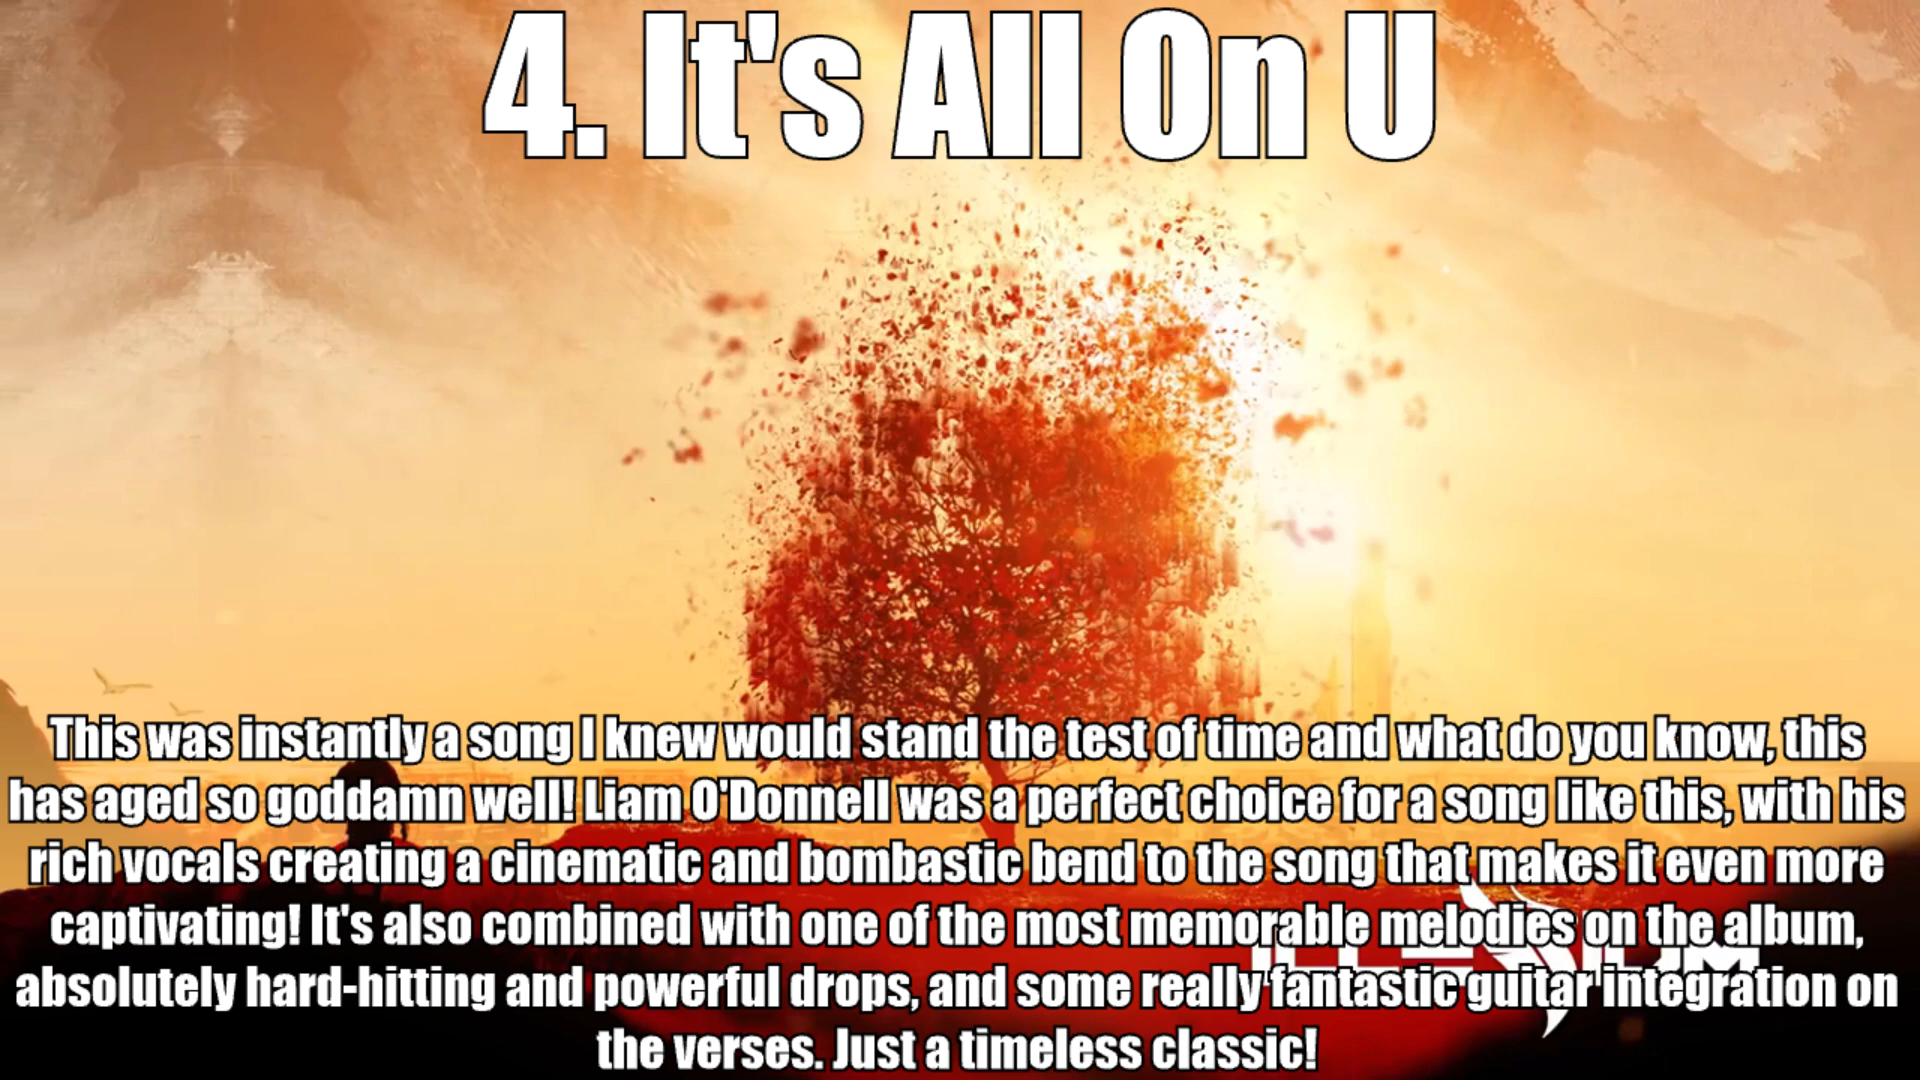 4. It's All On U
This was instantly a song I knew would stand the test of time and what do you know, this
has aged so goddamn well! Liam O'Donnell was a perfect choice for a song like this, with his
rich vocals creating a cinematic and bombastic bend to the song that makes it even more
captivating! It's also combined with one of the most memorable melodies on the album,
absolutely hard-hitting and powerful drops, and some really fantastic guitar integration on
the verses. Just a timeless classic!